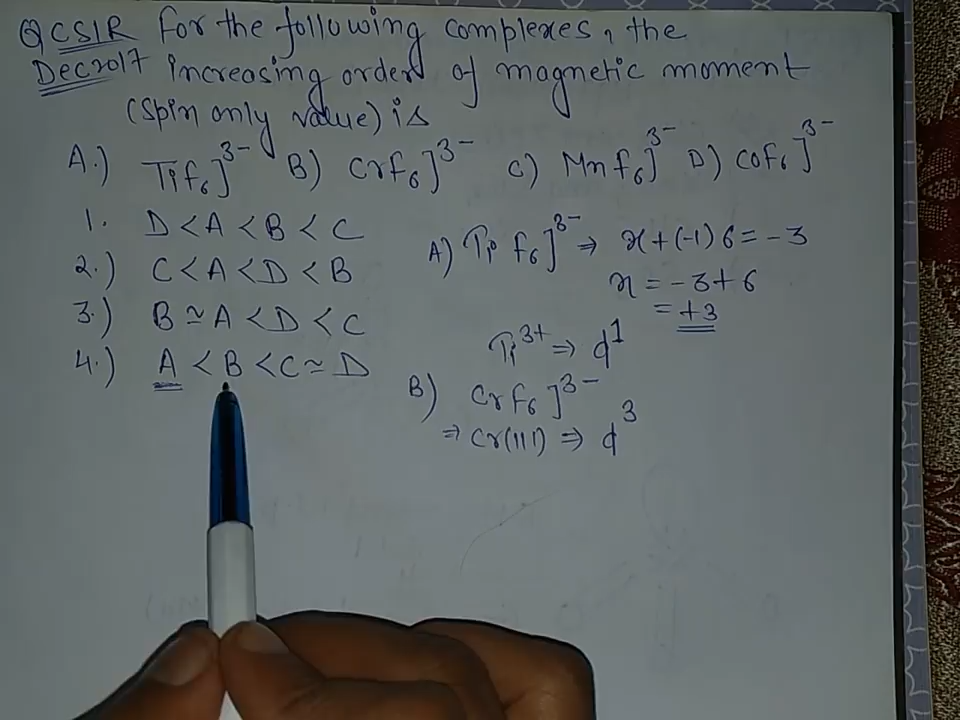 Q CSIR For the following complexes, the
Dec2017 increasing order of magnetic moment
(spin only value) is
A.) TiF6]3- B) CrF6]3- C) MnF6]3- D) CoF6]3-
1. D < A < B < C
2.) C < A < D < B
3.) B ≃ A < D < C
4.) A < B < C ≃ D
A) TiF6]3- ⇒ x + (-1) 6 = -3
x = -3 + 6
= +3
Ti3+ ⇒ d1
B) CrF6]3-
⇒ Cr(III) ⇒ d3